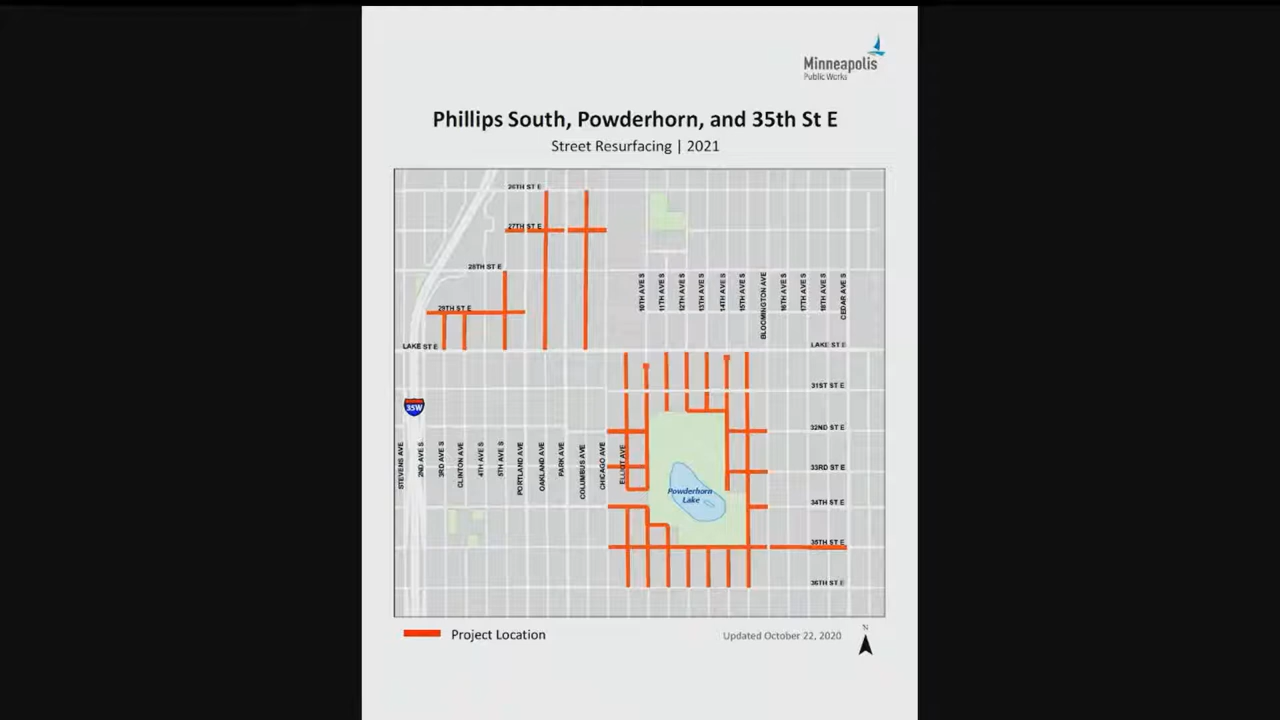 Minneapolis
Public Works
Phillips South, Powderhorn, and 35th St E
Street Resurfacing | 2021
26TH ST E
27TH ST E
28TH ST E
29TH ST E
10TH AVE S
11TH AVE S
12TH AVE S
13TH AVE S
14TH AVE S
15TH AVE S
BLOOMINGTON AVE
16TH AVE S
17TH AVE S
18TH AVE S
CEDAR AVE S
LAKE ST E
LAKE ST E
31ST ST E
35W
32ND ST E
STEVENS AVE
2ND AVE S
3RD AVE S
CLINTON AVE
4TH AVE S
5TH AVE S
PORTLAND AVE
OAKLAND AVE
PARK AVE
COLUMBUS AVE
CHICAGO AVE
ELLIOT AVE
33RD ST E
Powderhorn
Lake
34TH ST E
35TH ST E
36TH ST E
Project Location
Updated October 22, 2020
N